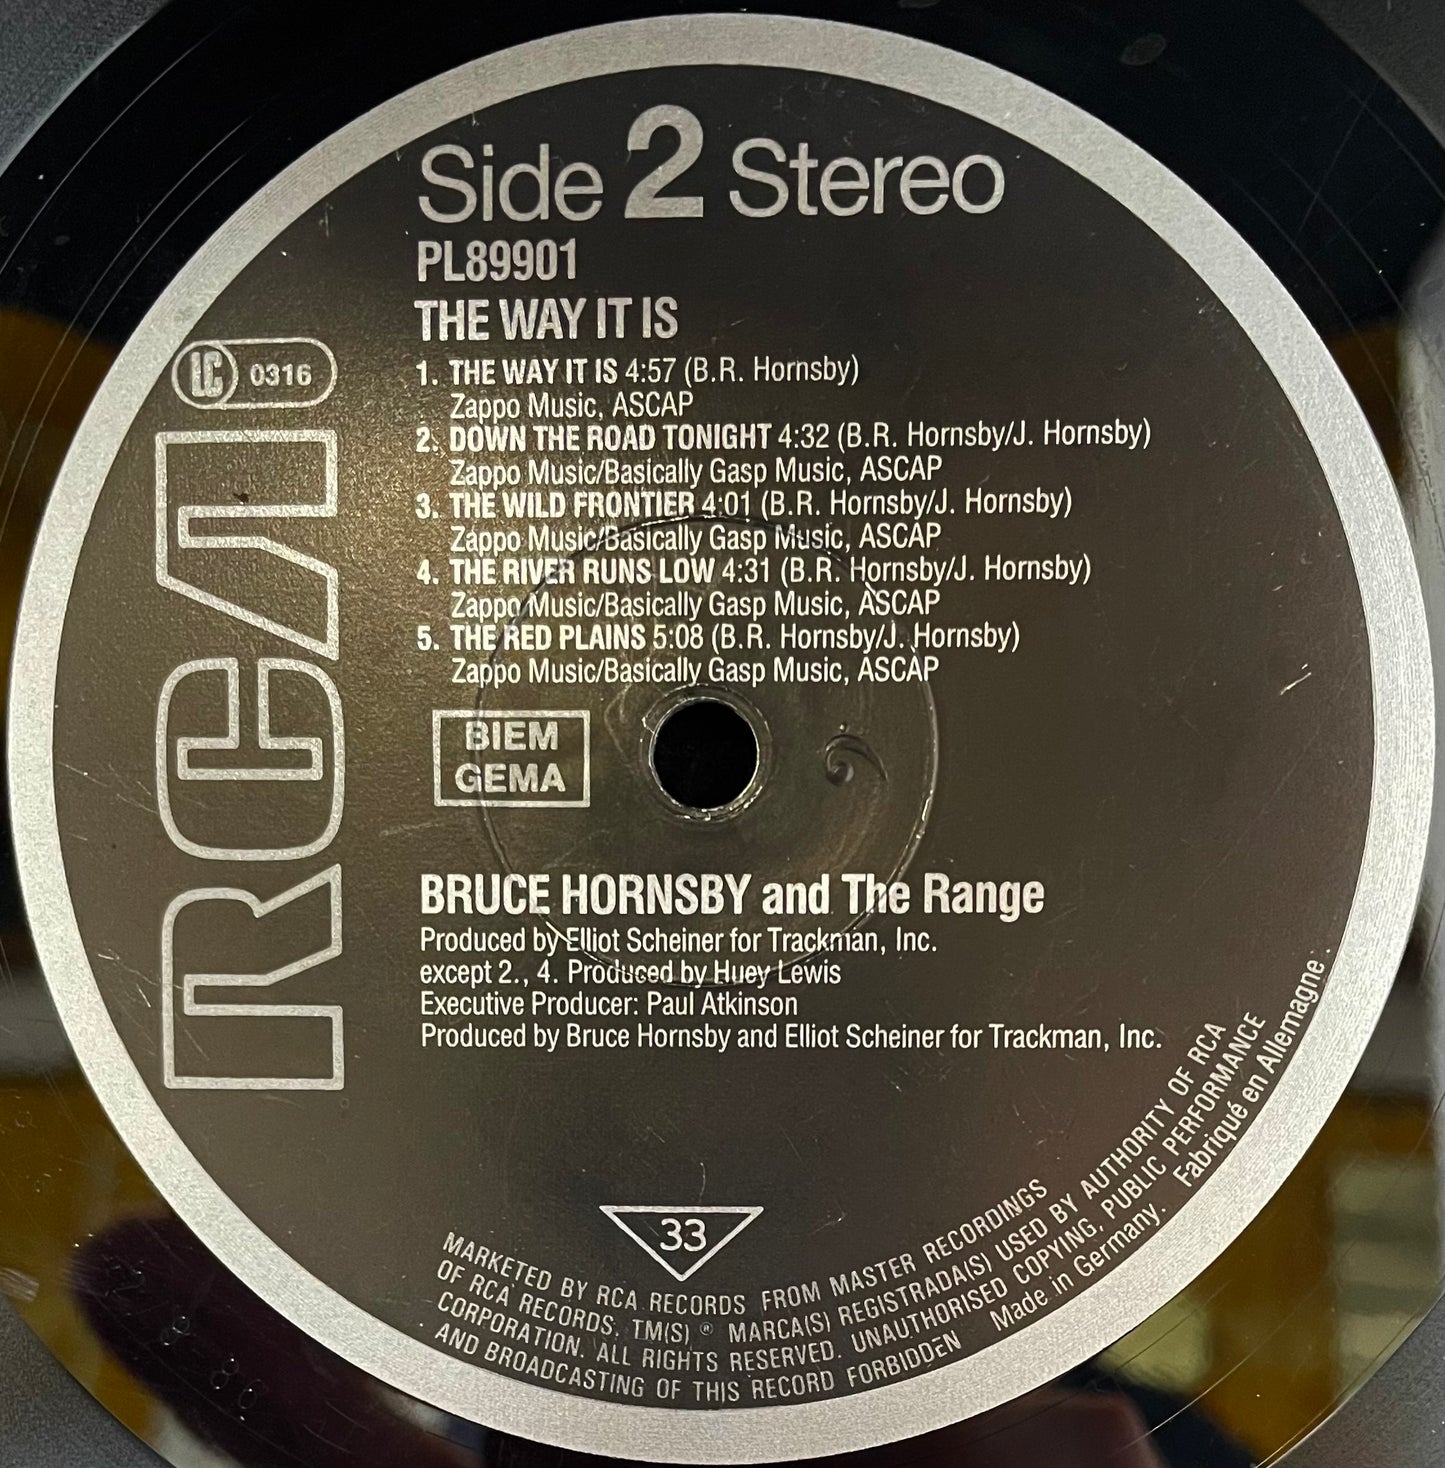 Side 2 Stereo
PL89901
THE WAY IT IS
LC 0316
RCA
1. THE WAY IT IS 4:57 (B.R. Hornsby)
Zappo Music, ASCAP
2. DOWN THE ROAD TONIGHT 4:32 (B.R. Hornsby/J. Hornsby)
Zappo Music/Basically Gasp Music, ASCAP
3. THE WILD FRONTIER 4:01 (B.R. Hornsby/J. Hornsby)
Zappo Music/Basically Gasp Music, ASCAP
4. THE RIVER RUNS LOW 4:31 (B.R. Hornsby/J. Hornsby)
Zappo Music/Basically Gasp Music, ASCAP
5. THE RED PLAINS 5:08 (B.R. Hornsby/J. Hornsby)
Zappo Music/Basically Gasp Music, ASCAP
BIEM
GEMA
BRUCE HORNSBY and The Range
Produced by Elliot Scheiner for Trackman, Inc.
except 2., 4. Produced by Huey Lewis
Executive Producer: Paul Atkinson
Produced by Bruce Hornsby and Elliot Scheiner for Trackman, Inc.
33
MARKETED BY RCA RECORDS FROM MASTER RECORDINGS
OF RCA RECORDS. TM(S) ® MARCA(S) REGISTRADA(S) USED BY AUTHORITY OF RCA
CORPORATION. ALL RIGHTS RESERVED. UNAUTHORISED COPYING, PUBLIC PERFORMANCE
AND BROADCASTING OF THIS RECORD FORBIDDEN Made in Germany. Fabriqué en Allemagne.